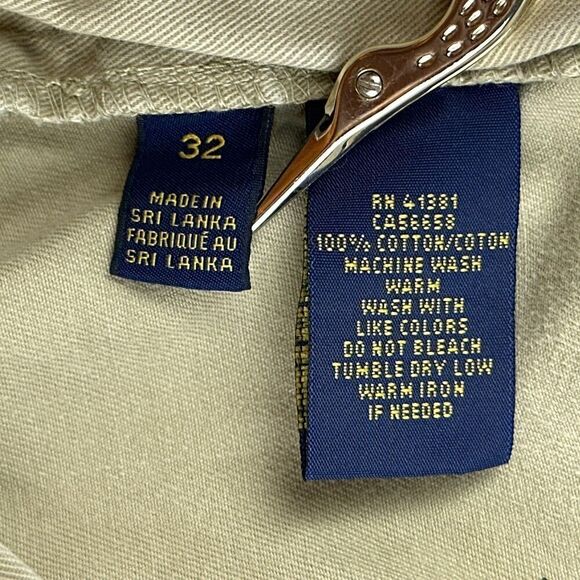 32
MADE IN
SRI LANKA
FABRIQUÉ AU
SRI LANKA
RN 41381
CA56858
100% COTTON/COTON
MACHINE WASH
WARM
WASH WITH
LIKE COLORS
DO NOT BLEACH
TUMBLE DRY LOW
WARM IRON
IF NEEDED